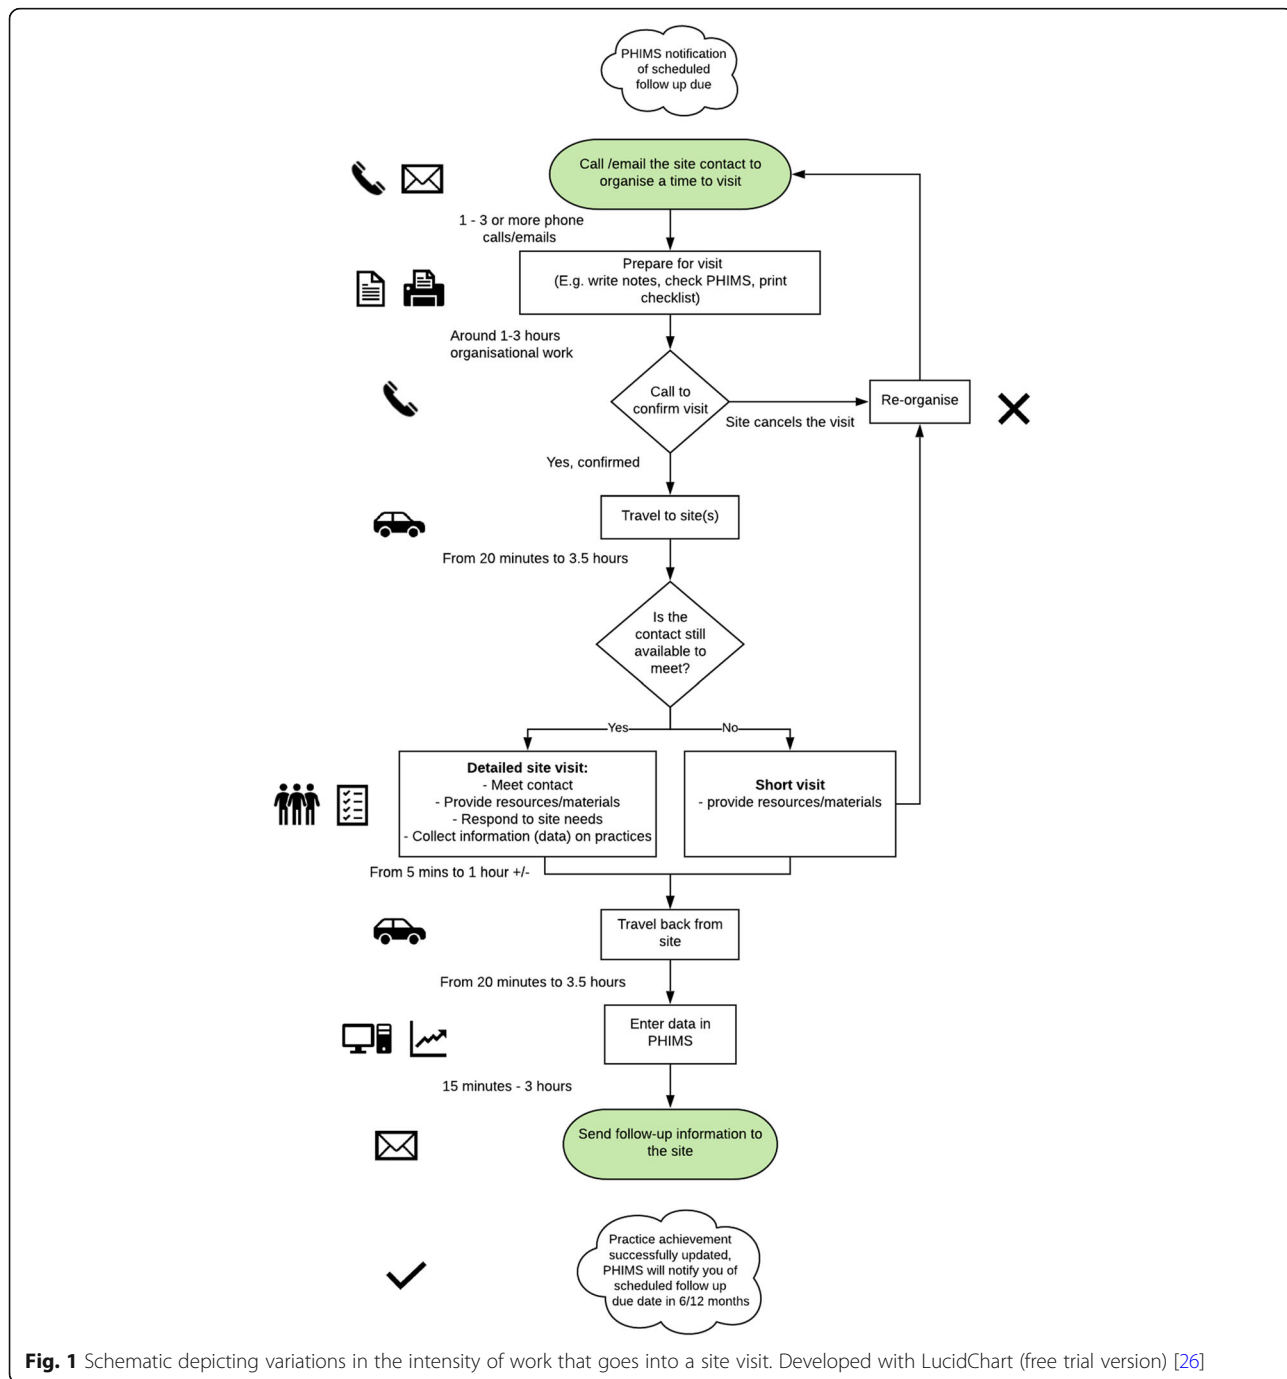 PHIMS notification
of scheduled
follow up due
Call /email the site contact to
organise a time to visit
1 - 3 or more phone
calls/emails
Prepare for visit
(E.g. write notes, check PHIMS, print
checklist)
Around 1-3 hours
organisational work
Call to
confirm visit
Site cancels the visit
Re-organise
Yes, confirmed
Travel to site(s)
From 20 minutes to 3.5 hours
Is the
contact still
available to
meet?
Yes
No
Detailed site visit:
- Meet contact
- Provide resources/materials
- Respond to site needs
- Collect information (data) on practices
Short visit
- provide resources/materials
From 5 mins to 1 hour +/-
Travel back from
site
From 20 minutes to 3.5 hours
Enter data in
PHIMS
15 minutes - 3 hours
Send follow-up information to
the site
Practice achievement
successfully updated,
PHIMS will notify you of
scheduled follow up
due date in 6/12 months
Fig. 1 Schematic depicting variations in the intensity of work that goes into a site visit. Developed with LucidChart (free trial version) [26]